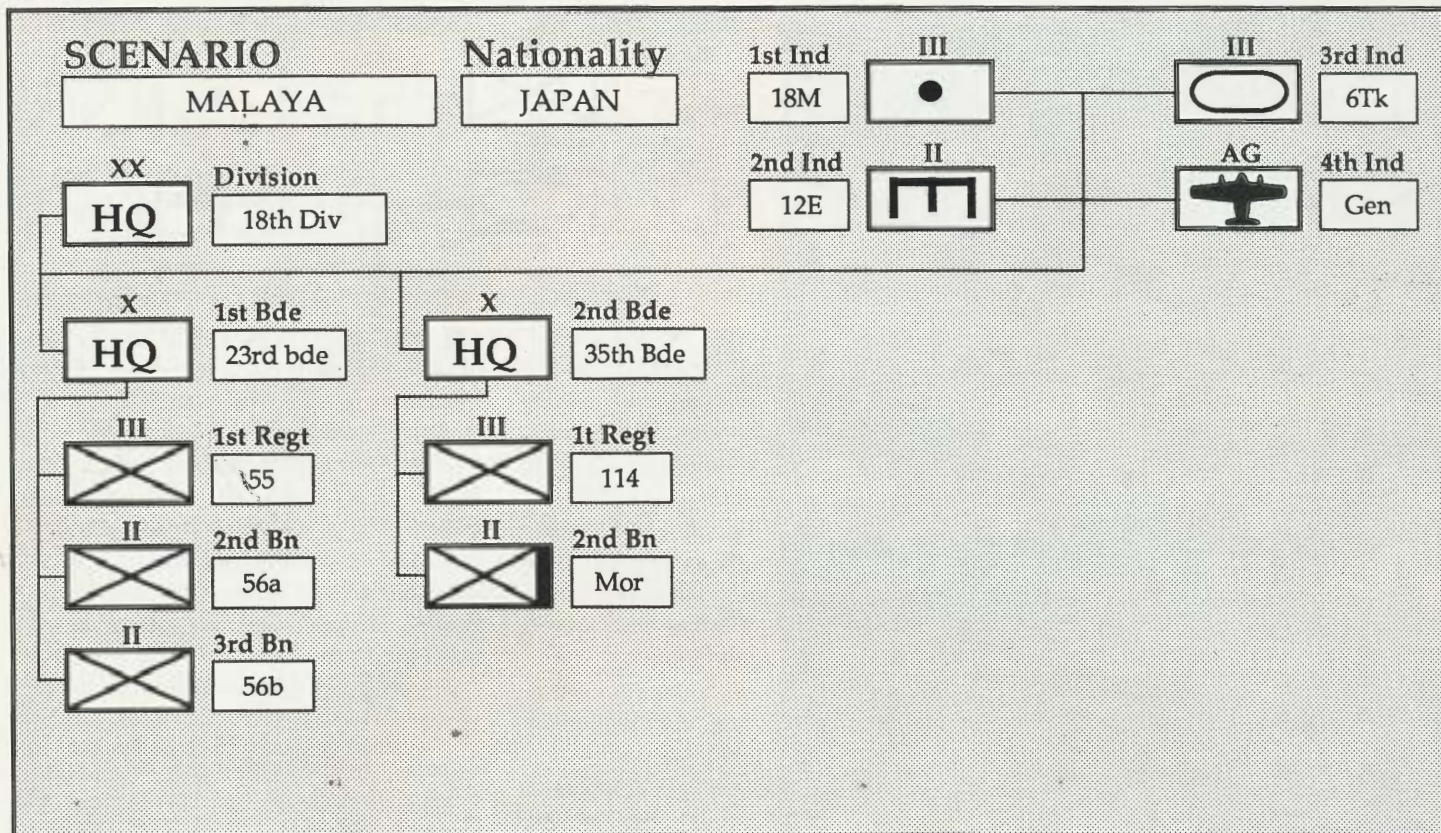 SCENARIO
Nationality
MALAYA
JAPAN
1st Ind
III
18M
III
3rd Ind
6Tk
2nd Ind
II
12E
AG
4th Ind
Gen
XX
Division
HQ
18th Div
X
1st Bde
HQ
23rd bde
X
2nd Bde
HQ
35th Bde
III
1st Regt
55
III
1t Regt
114
II
2nd Bn
56a
II
2nd Bn
Mor
II
3rd Bn
56b